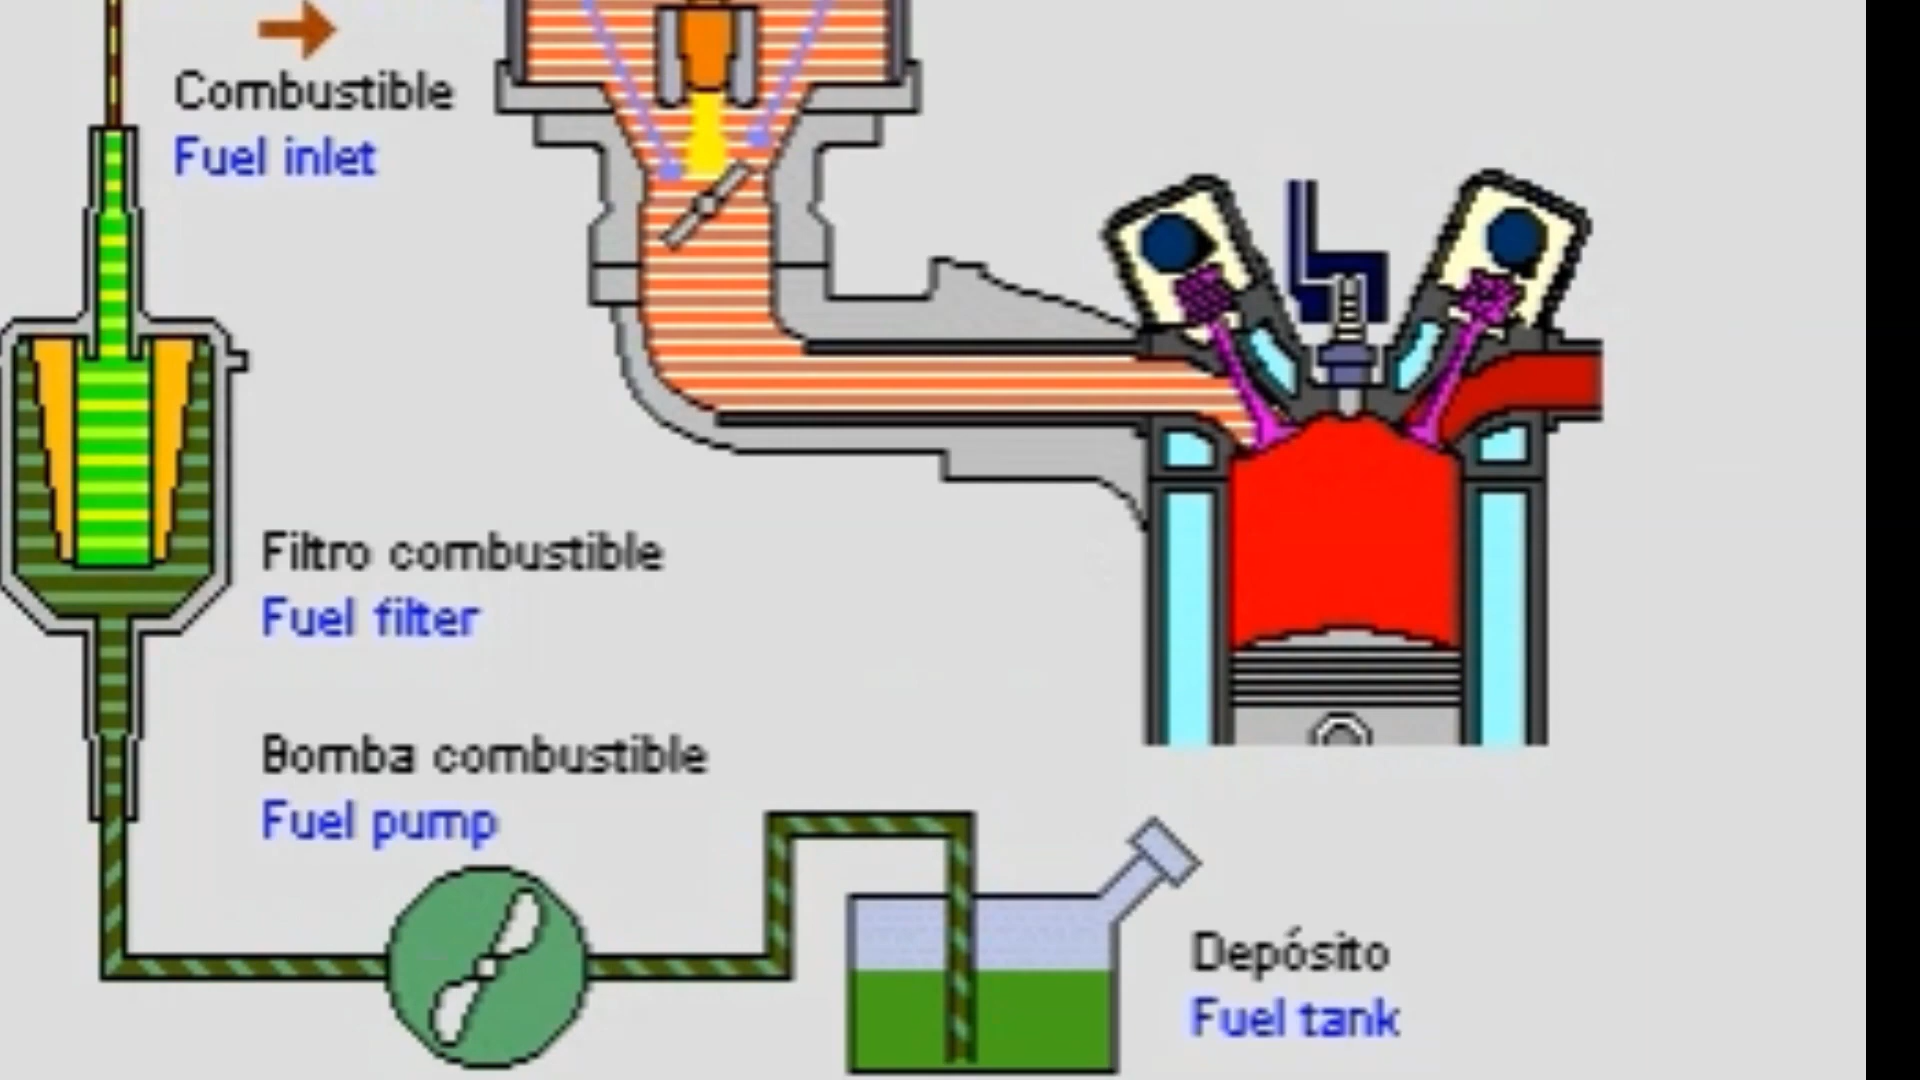 Combustible
Fuel inlet
Filtro combustible
Fuel filter
Bomba combustible
Fuel pump
Depósito
Fuel tank